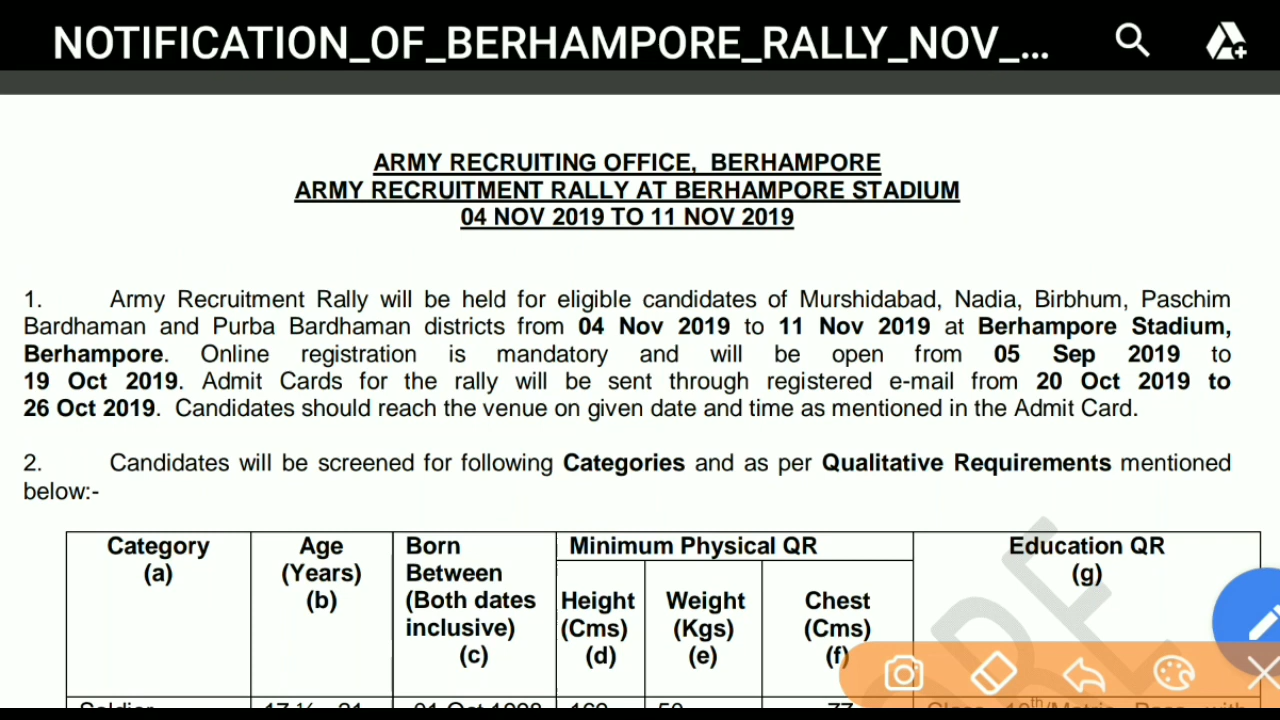 NOTIFICATION_OF_BERHAMPORE_RALLY_NOV_...
ARMY RECRUITING OFFICE, BERHAMPORE
ARMY RECRUITMENT RALLY AT BERHAMPORE STADIUM
04 NOV 2019 TO 11 NOV 2019
1. Army Recruitment Rally will be held for eligible candidates of Murshidabad, Nadia, Birbhum, Paschim
Bardhaman and Purba Bardhaman districts from 04 Nov 2019 to 11 Nov 2019 at Berhampore Stadium,
Berhampore. Online registration is mandatory and will be open from 05 Sep 2019 to
19 Oct 2019. Admit Cards for the rally will be sent through registered e-mail from 20 Oct 2019 to
26 Oct 2019. Candidates should reach the venue on given date and time as mentioned in the Admit Card.
2. Candidates will be screened for following Categories and as per Qualitative Requirements mentioned
below:-
Category
(a)
Age
(Years)
(b)
Born
Between
(Both dates
inclusive)
(c)
Minimum Physical QR
Height
(Cms)
(d)
Weight
(Kgs)
(e)
Chest
(Cms)
(f)
Education QR
(g)